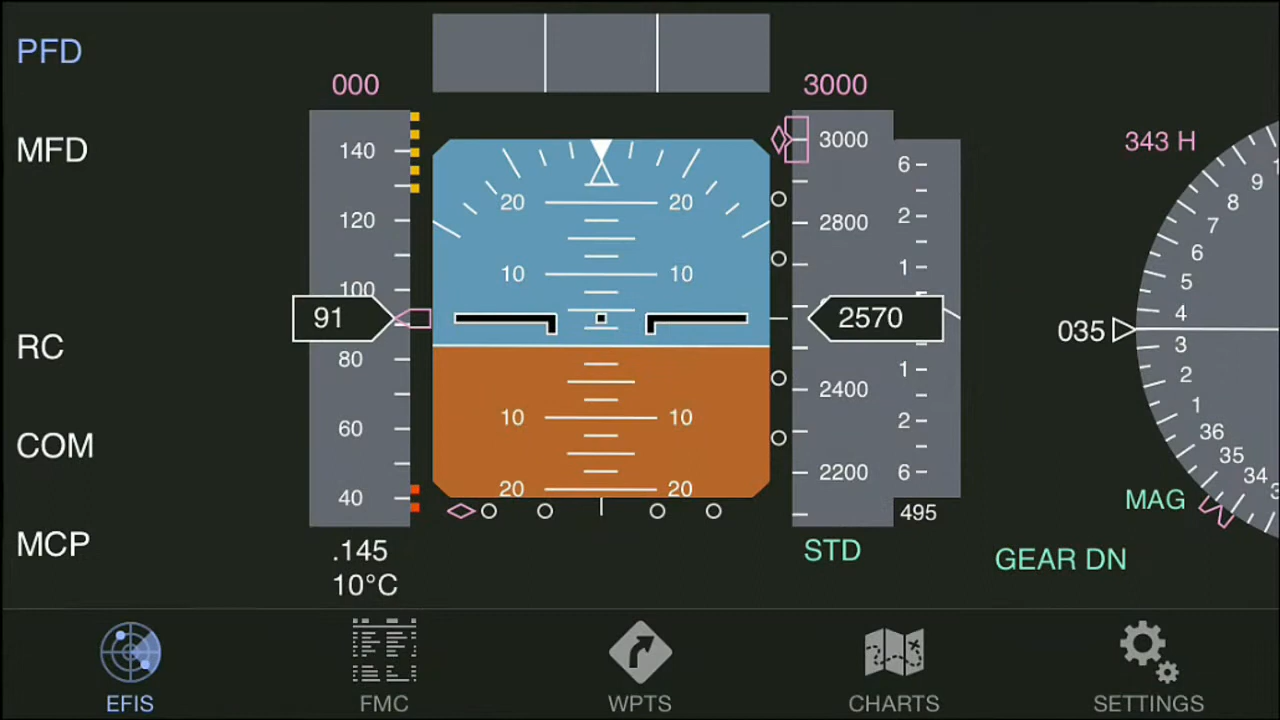 PFD
MFD
RC
COM
MCP
000
140
120
100
91
80
60
40
.145
10°C
20 20
10 10
10 10
20 20
3000
3000
2800
2570
2400
2200
STD
6
2
1
1
2
6
495
343 H
035
9
8
7
6
5
4
3
2
1
36
35
34
MAG
GEAR DN
EFIS
FMC
WPTS
CHARTS
SETTINGS